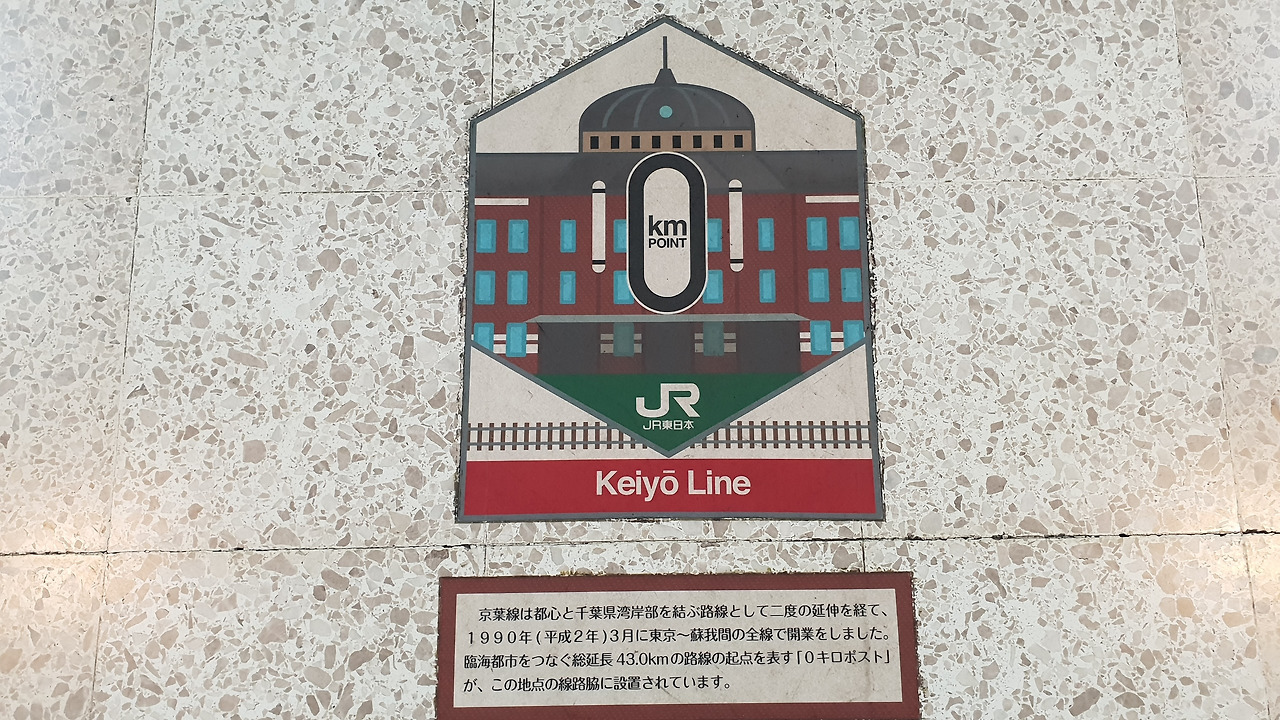 0
km
POINT
JR
JR東日本
Keiyō Line
京葉線は都心と千葉県湾岸部を結ぶ路線として二度の延伸を経て、
1990年(平成2年)3月に東京～蘇我間の全線で開業をしました。
臨海都市をつなぐ総延長43.0kmの路線の起点を表す「0キロポスト」
が、この地点の線路脇に設置されています。